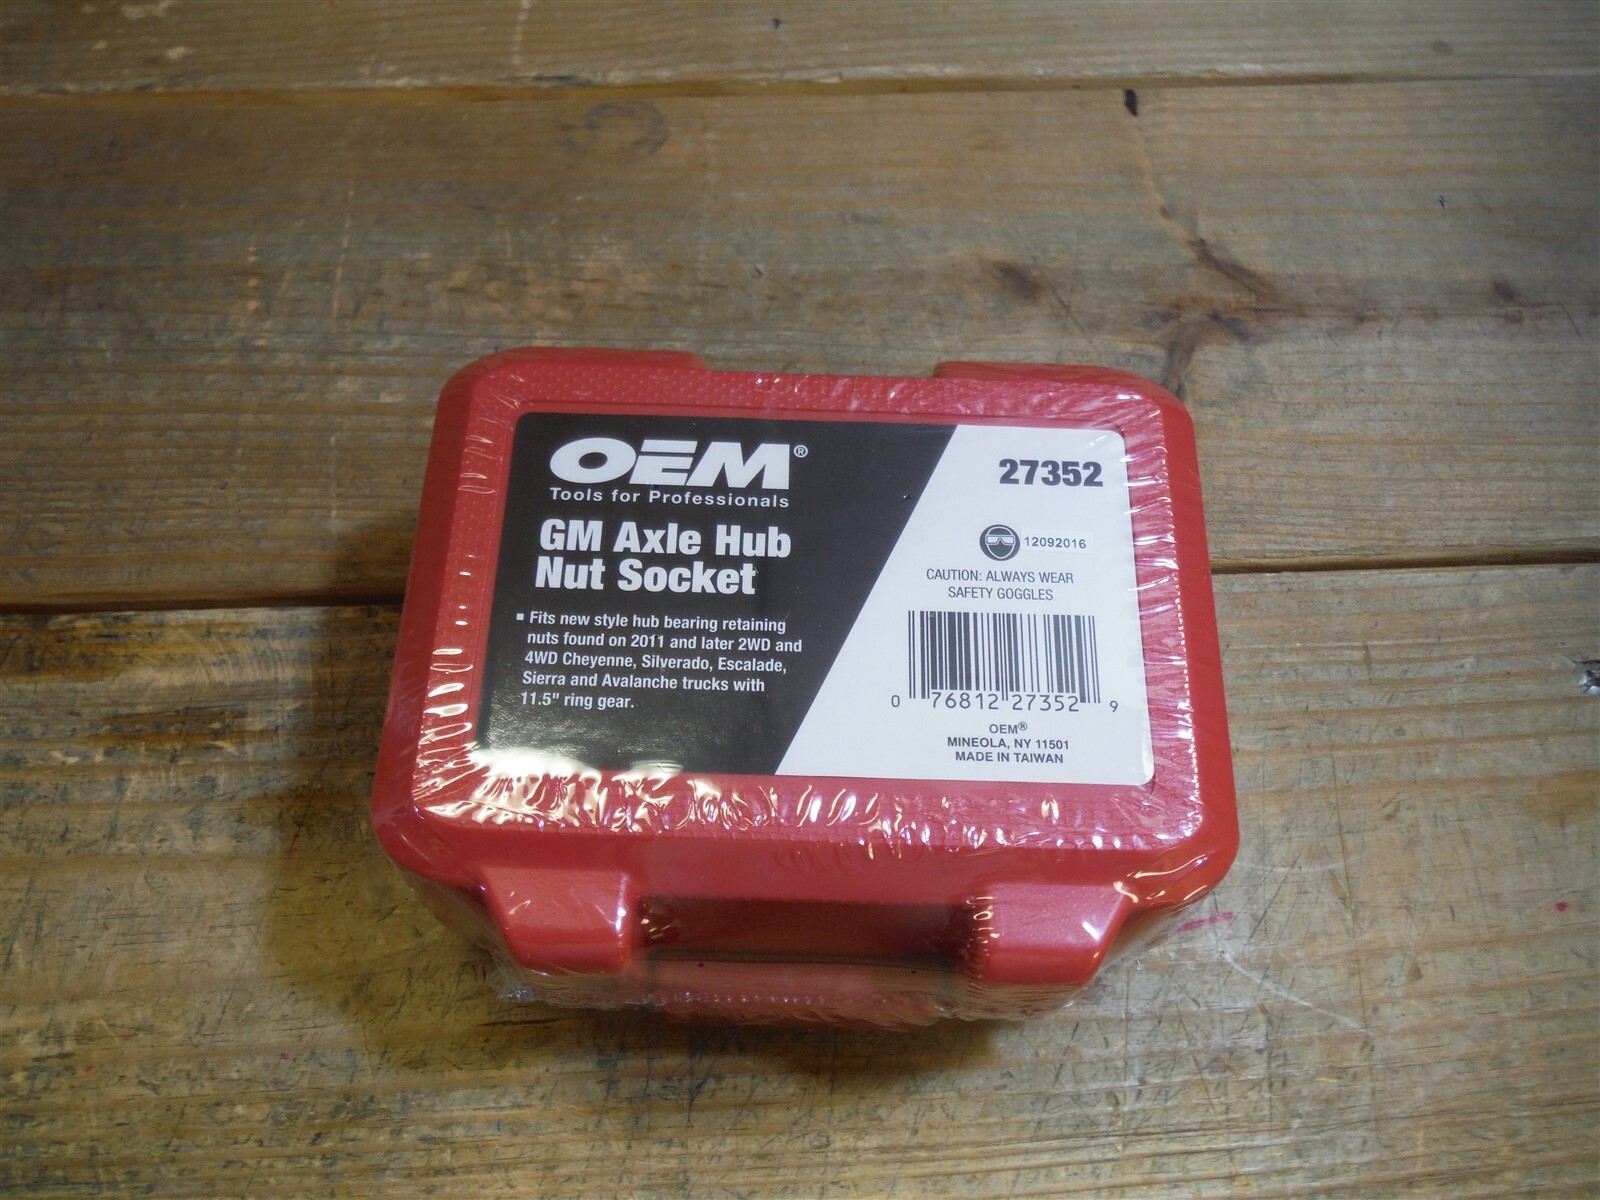 OEM®
Tools for Professionals
GM Axle Hub
Nut Socket
▪ Fits new style hub bearing retaining
nuts found on 2011 and later 2WD and
4WD Cheyenne, Silverado, Escalade,
Sierra and Avalanche trucks with
11.5" ring gear.
27352
12092016
CAUTION: ALWAYS WEAR
SAFETY GOGGLES
0 76812 27352 9
OEM®
MINEOLA, NY 11501
MADE IN TAIWAN